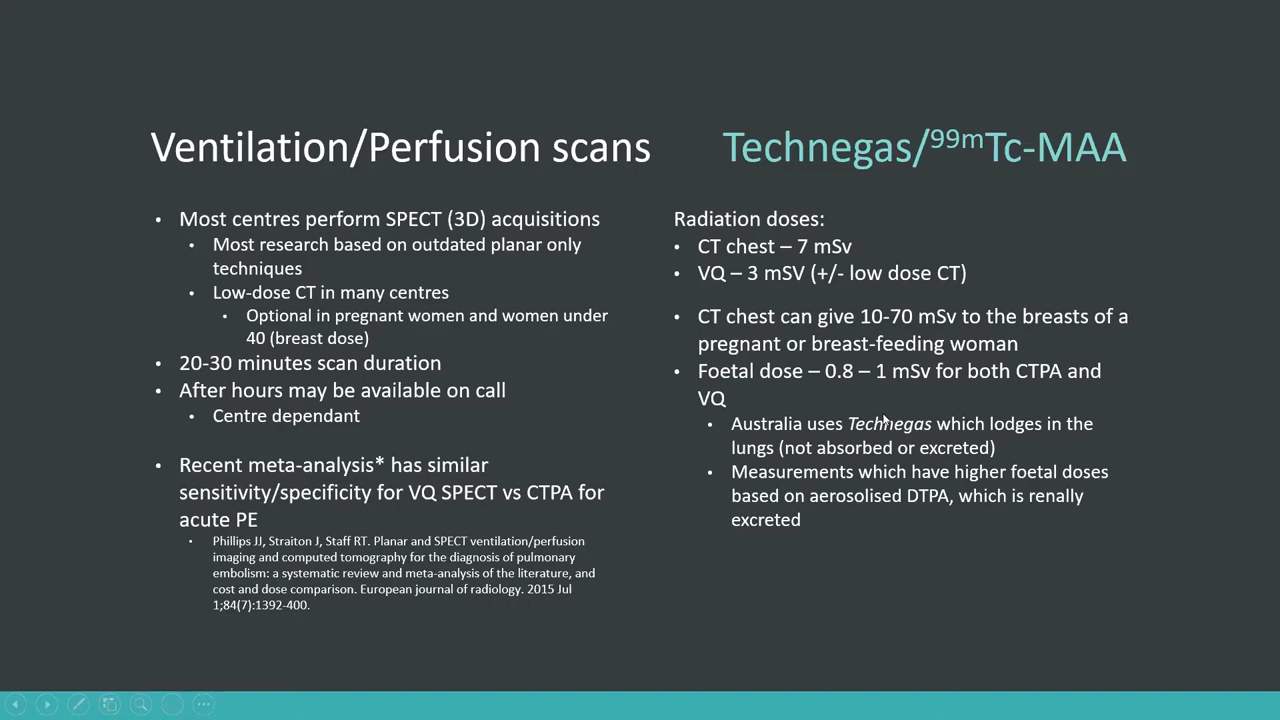 Ventilation/Perfusion scans
Technegas/⁹⁹ᵐTc-MAA
• Most centres perform SPECT (3D) acquisitions
• Most research based on outdated planar only
techniques
• Low-dose CT in many centres
• Optional in pregnant women and women under
40 (breast dose)
• 20-30 minutes scan duration
• After hours may be available on call
• Centre dependant
• Recent meta-analysis* has similar
sensitivity/specificity for VQ SPECT vs CTPA for
acute PE
• Phillips JJ, Straiton J, Staff RT. Planar and SPECT ventilation/perfusion
imaging and computed tomography for the diagnosis of pulmonary
embolism: a systematic review and meta-analysis of the literature, and
cost and dose comparison. European journal of radiology. 2015 Jul
1;84(7):1392-400.
Radiation doses:
• CT chest – 7 mSv
• VQ – 3 mSV (+/- low dose CT)
• CT chest can give 10-70 mSv to the breasts of a
pregnant or breast-feeding woman
• Foetal dose – 0.8 – 1 mSv for both CTPA and
VQ
• Australia uses Technegas which lodges in the
lungs (not absorbed or excreted)
• Measurements which have higher foetal doses
based on aerosolised DTPA, which is renally
excreted